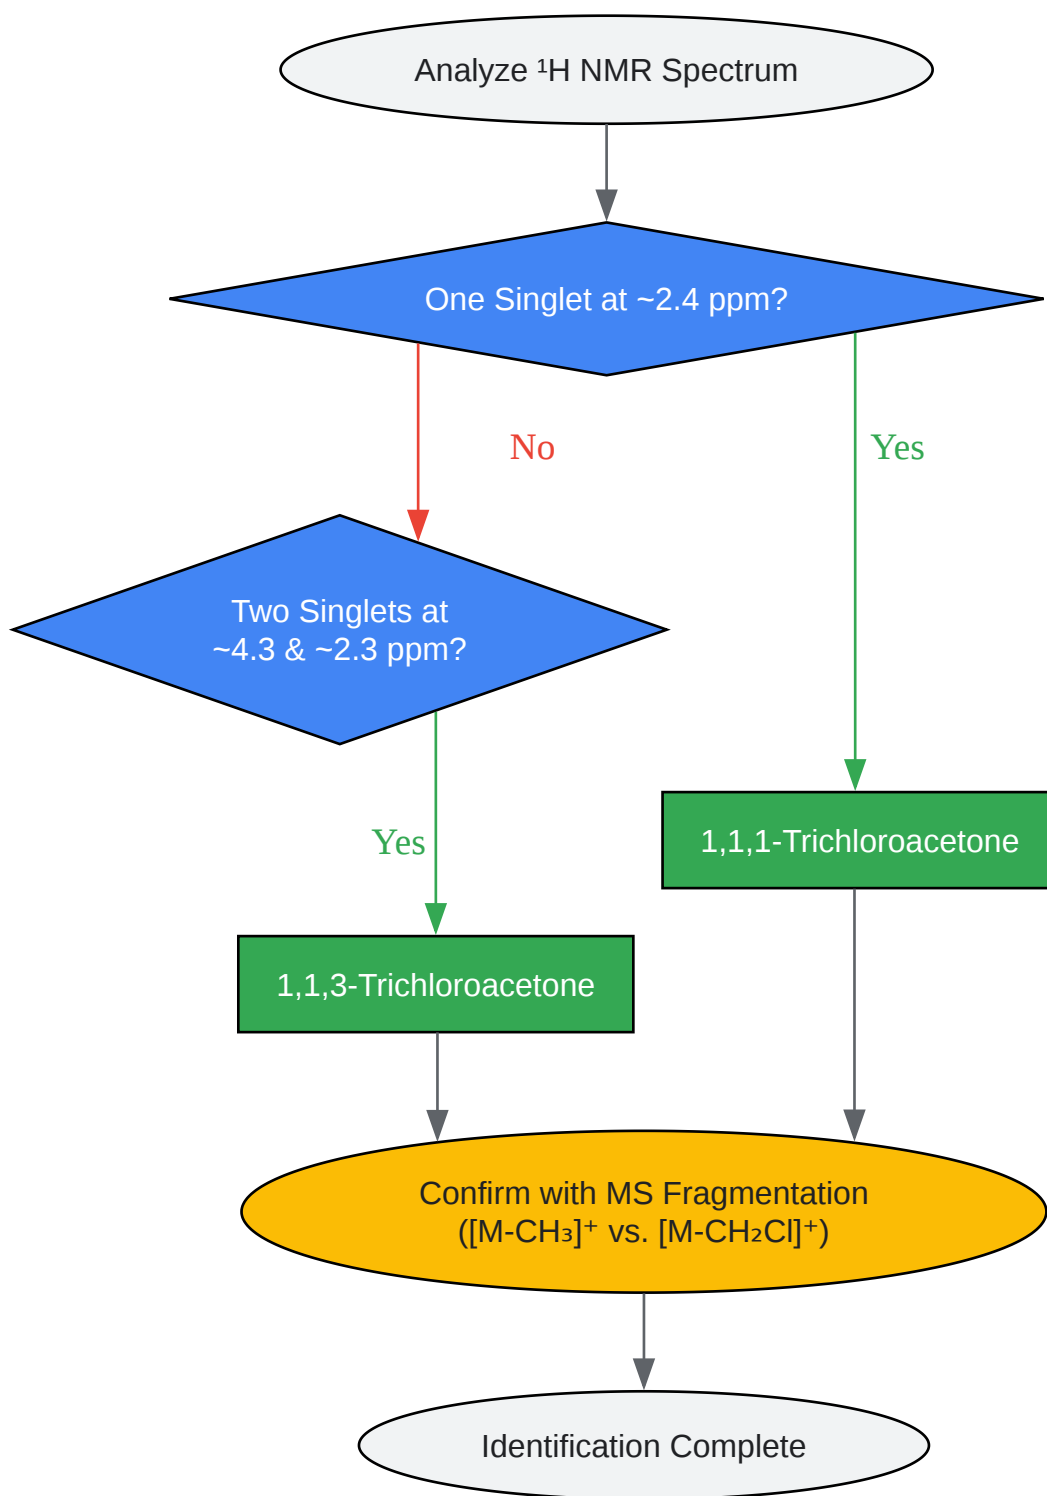 Analyze ¹H NMR Spectrum
One Singlet at ~2.4 ppm?
No
Yes
Two Singlets at
~4.3 & ~2.3 ppm?
Yes
1,1,1-Trichloroacetone
1,1,3-Trichloroacetone
Confirm with MS Fragmentation
([M-CH₃]⁺ vs. [M-CH₂Cl]⁺)
Identification Complete